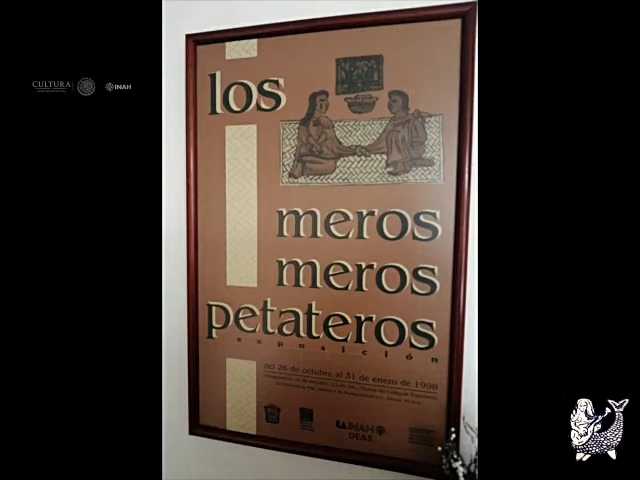 CULTURA
INAH
los
meros
meros
petateros
exposición
del 26 de octubre al 31 de enero de 1998
INAH
DEAS